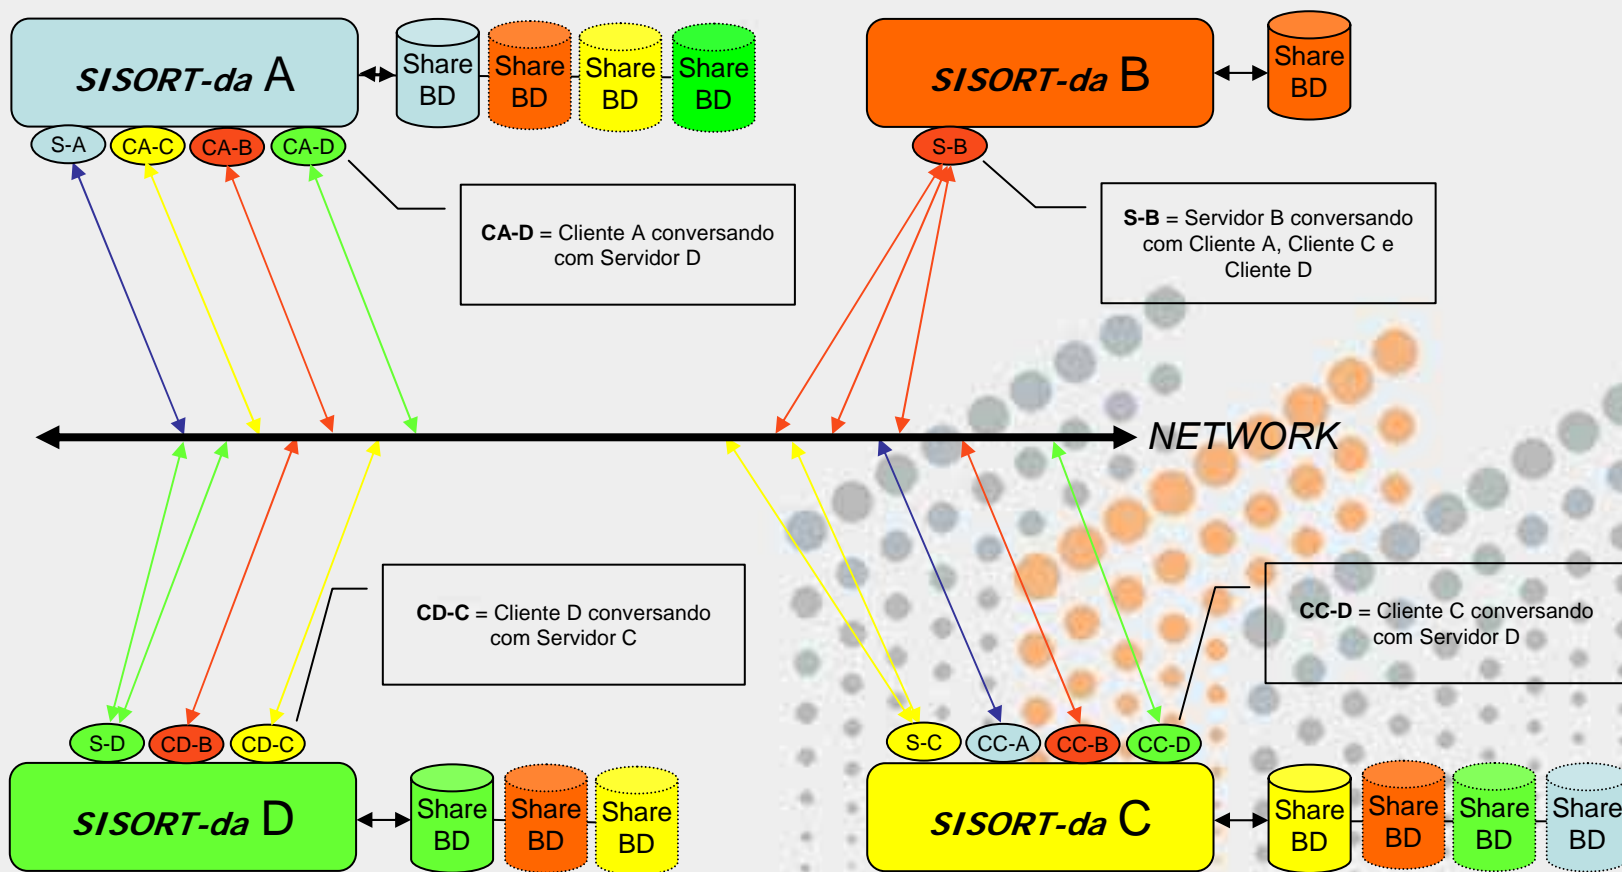 SISORT-da A
Share BD
Share BD
Share BD
Share BD
SISORT-da B
Share BD
S-A
CA-C
CA-B
CA-D
S-B
CA-D = Cliente A conversando
com Servidor D
S-B = Servidor B conversando
com Cliente A, Cliente C e
Cliente D
NETWORK
CD-C = Cliente D conversando
com Servidor C
CC-D = Cliente C conversando
com Servidor D
S-D
CD-B
CD-C
S-C
CC-A
CC-B
CC-D
SISORT-da D
Share BD
Share BD
Share BD
SISORT-da C
Share BD
Share BD
Share BD
Share BD